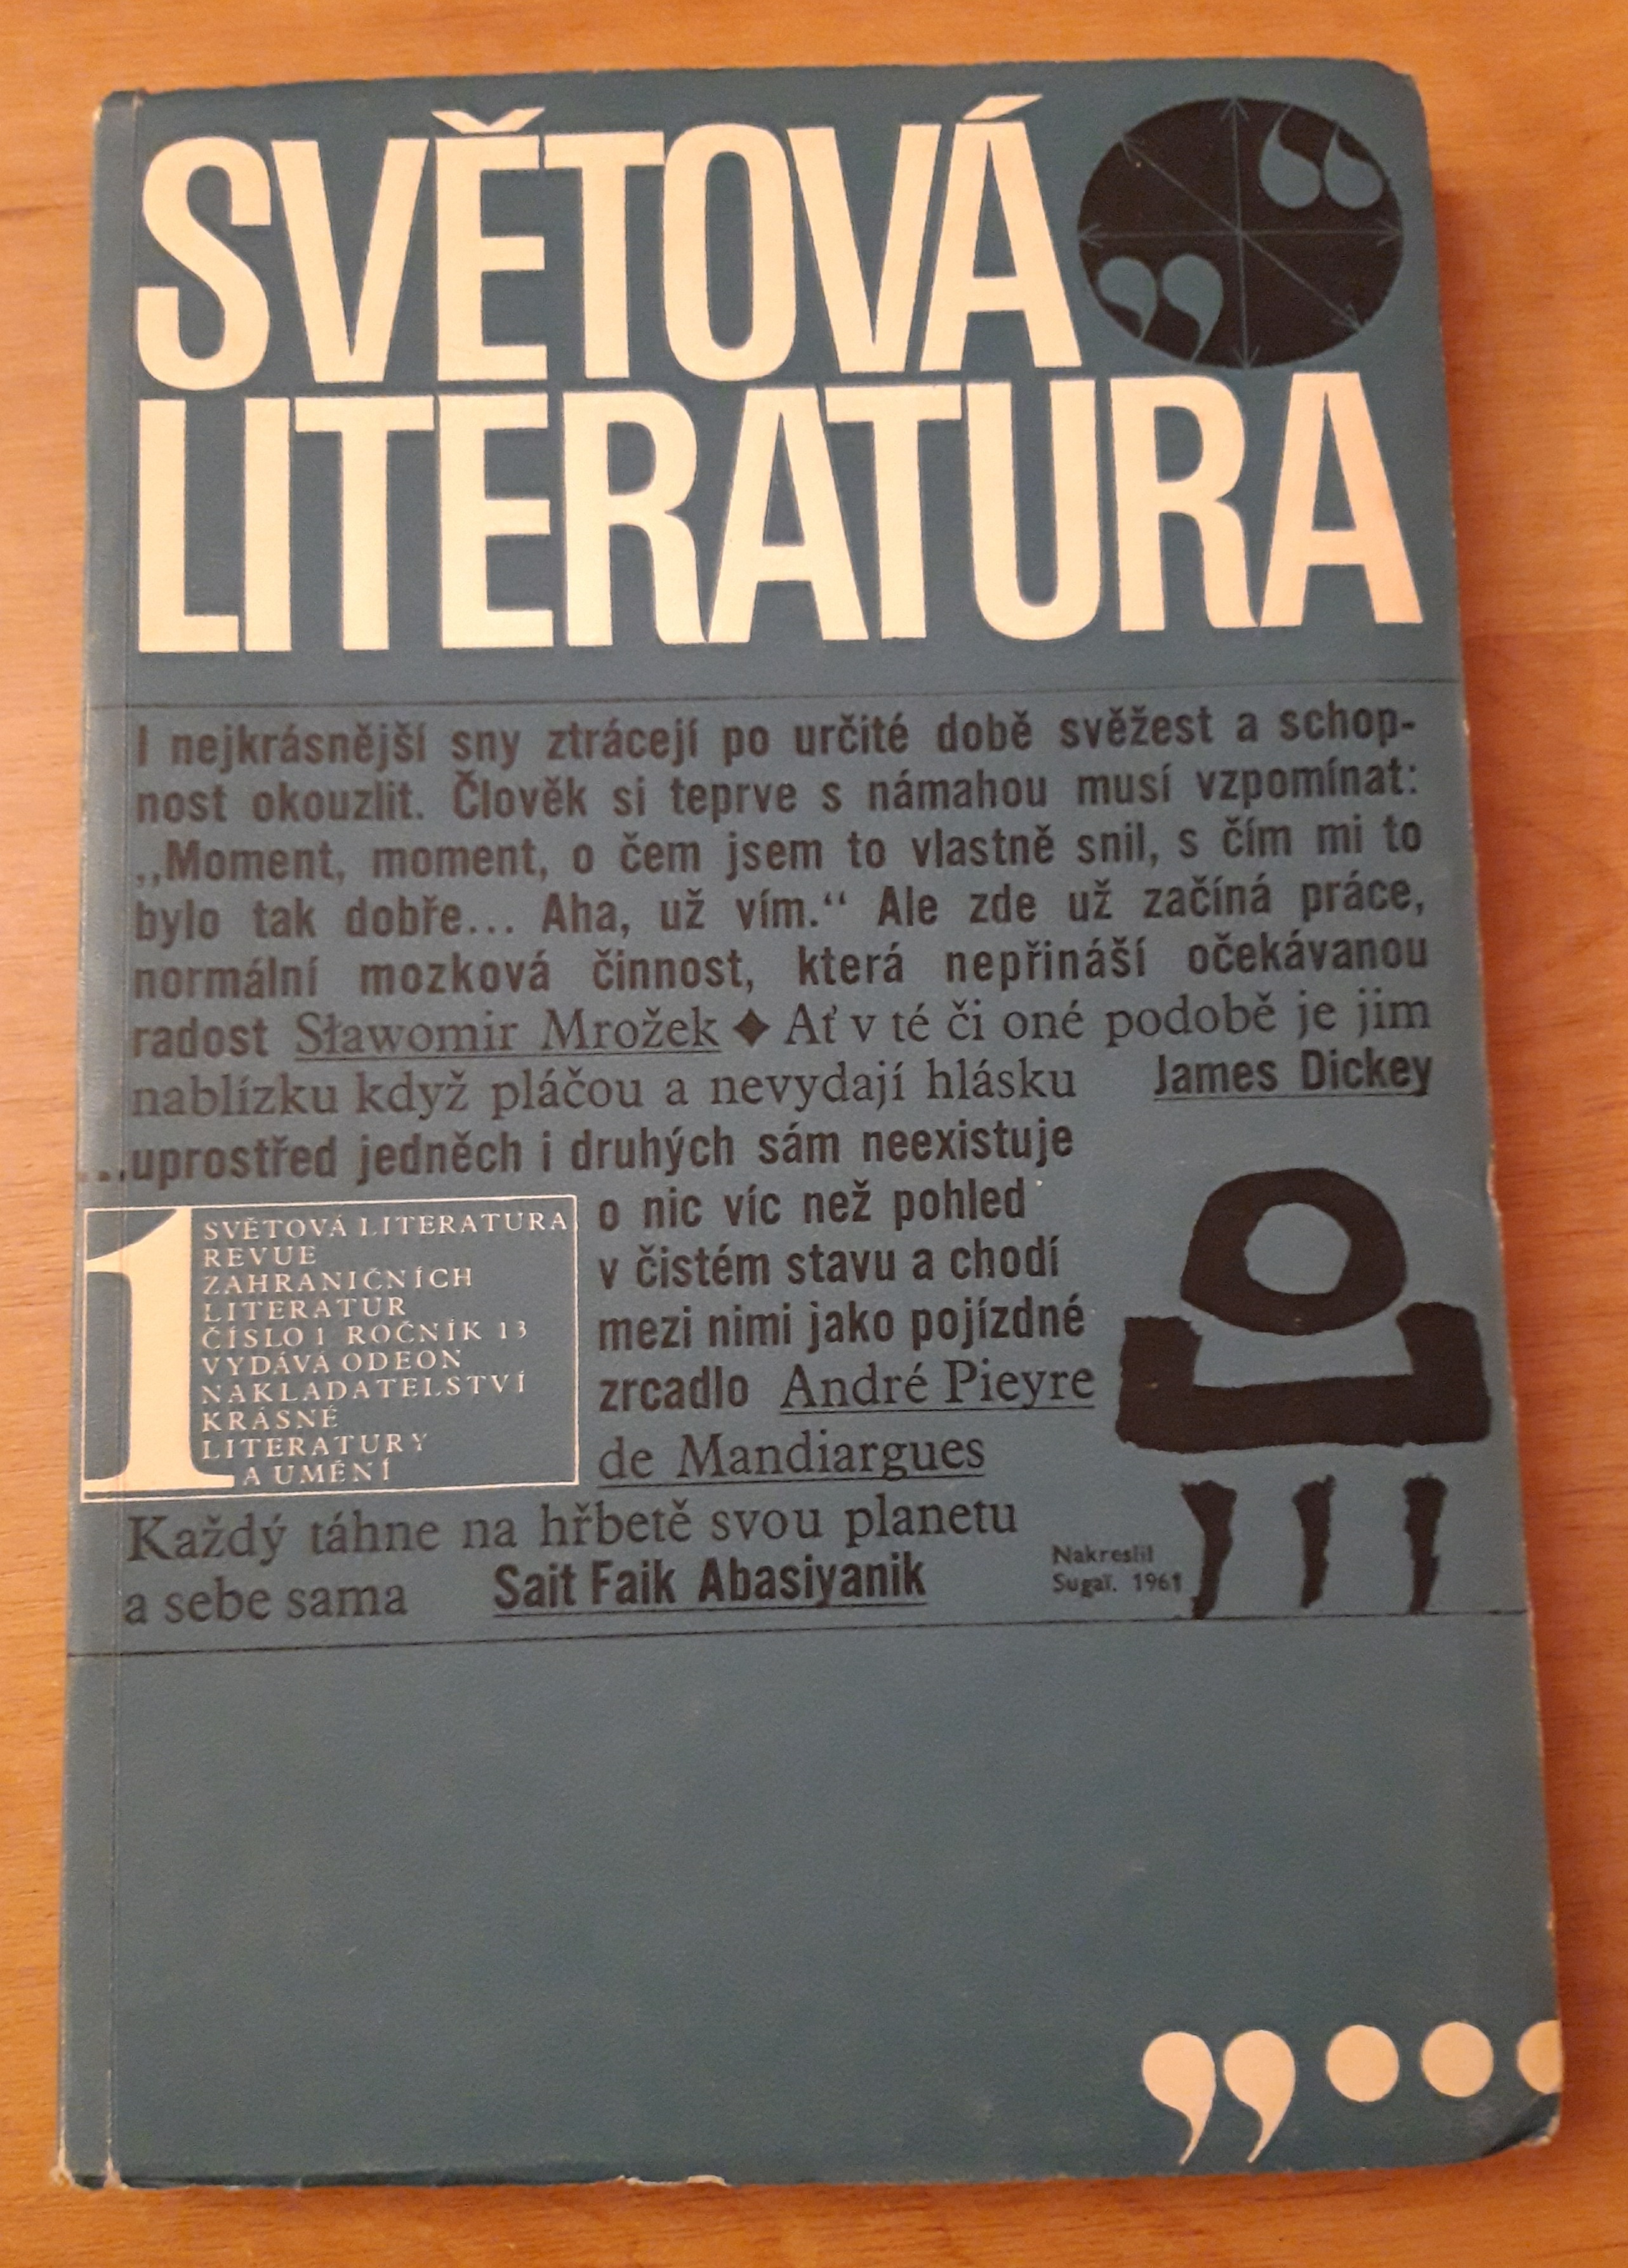 SVĚTOVÁ
LITERATURA
I nejkrásnější sny ztrácejí po určité době svěžest a schop-
nost okouzlit. Člověk si teprve s námahou musí vzpomínat:
„Moment, moment, o čem jsem to vlastně snil, s čím mi to
bylo tak dobře... Aha, už vím.“ Ale zde už začíná práce,
normální mozková činnost, která nepřináší očekávanou
radost Sławomir Mrožek ◆ Ať v té či oné podobě je jim
nablízku když pláčou a nevydají hlásku James Dickey
...uprostřed jedněch i druhých sám neexistuje
o nic víc než pohled
v čistém stavu a chodí
mezi nimi jako pojízdné
zrcadlo André Pieyre
de Mandiargues
1
SVĚTOVÁ LITERATURA
REVUE
ZAHRANIČNÍCH
LITERATUR
ČÍSLO 1 ROČNÍK 13
VYDÁVÁ ODEON
NAKLADATELSTVÍ
KRÁSNÉ
LITERATURY
A UMĚNÍ
Každý táhne na hřbetě svou planetu
a sebe sama Sait Faik Abasiyanik
Nakreslil
Sugaï. 1961